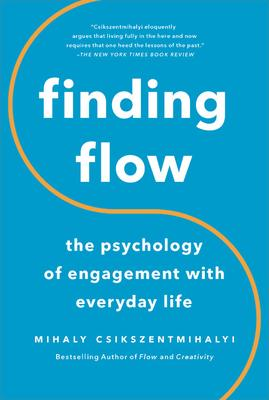 "Csikszentmihalyi eloquently
argues that living fully in the here and now
requires that one heed the lessons of the past."
—THE NEW YORK TIMES BOOK REVIEW
finding
flow
the psychology
of engagement with
everyday life
MIHALY CSIKSZENTMIHALYI
Bestselling Author of Flow and Creativity